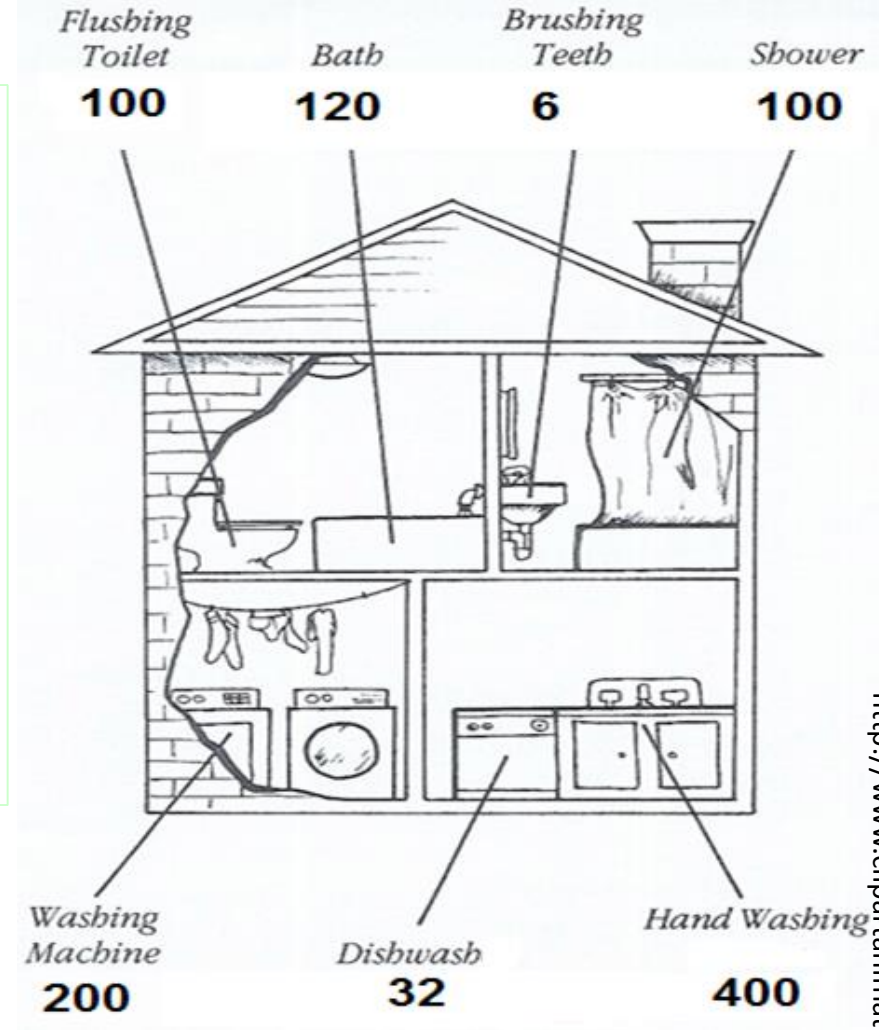 Flushing
Toilet
100
Bath
120
Brushing
Teeth
6
Shower
100
Washing
Machine
200
Dishwash
32
Hand Washing
400